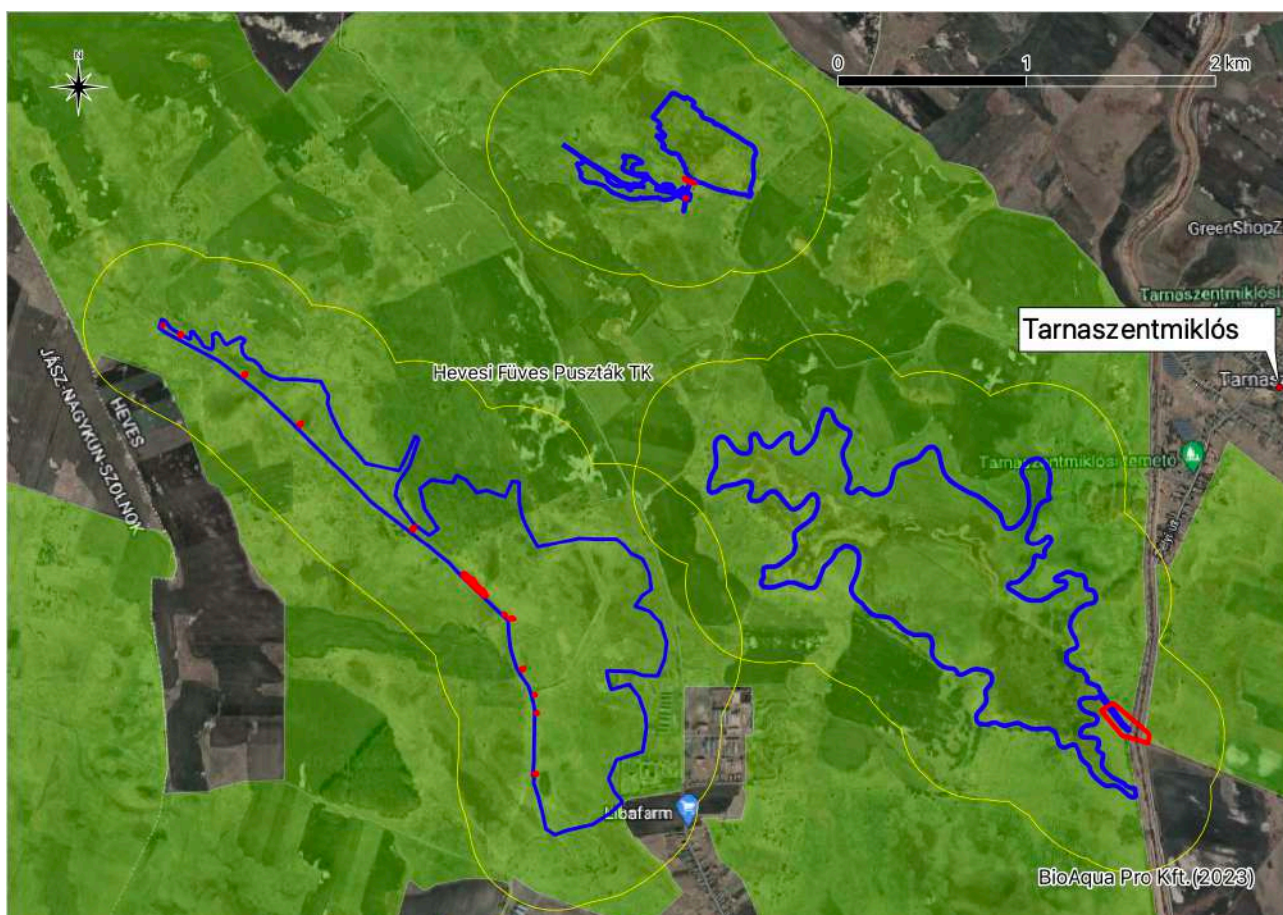 N
0 1 2 km
GreenShopZ
Tarnaszentmiklósi
Tarnaszentmiklós
Tarnasz
Hevesi Füves Puszták TK
JÁSZ-NAGYKUN-SZOLNOK
HEVES
Tarnaszentmiklósi temető
Libafarm
BioAqua Pro Kft. (2023)